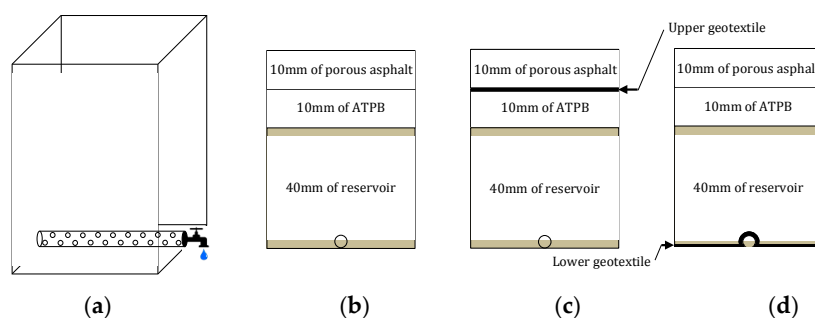 Upper geotextile
10mm of porous asphalt
10mm of porous asphalt
10mm of porous asphal
10mm of ATPB
10mm of ATPB
10mm of ATPB
40mm of reservoir
40mm of reservoir
40mm of reservoir
Lower geotextile
(a)
(b)
(c)
(d)